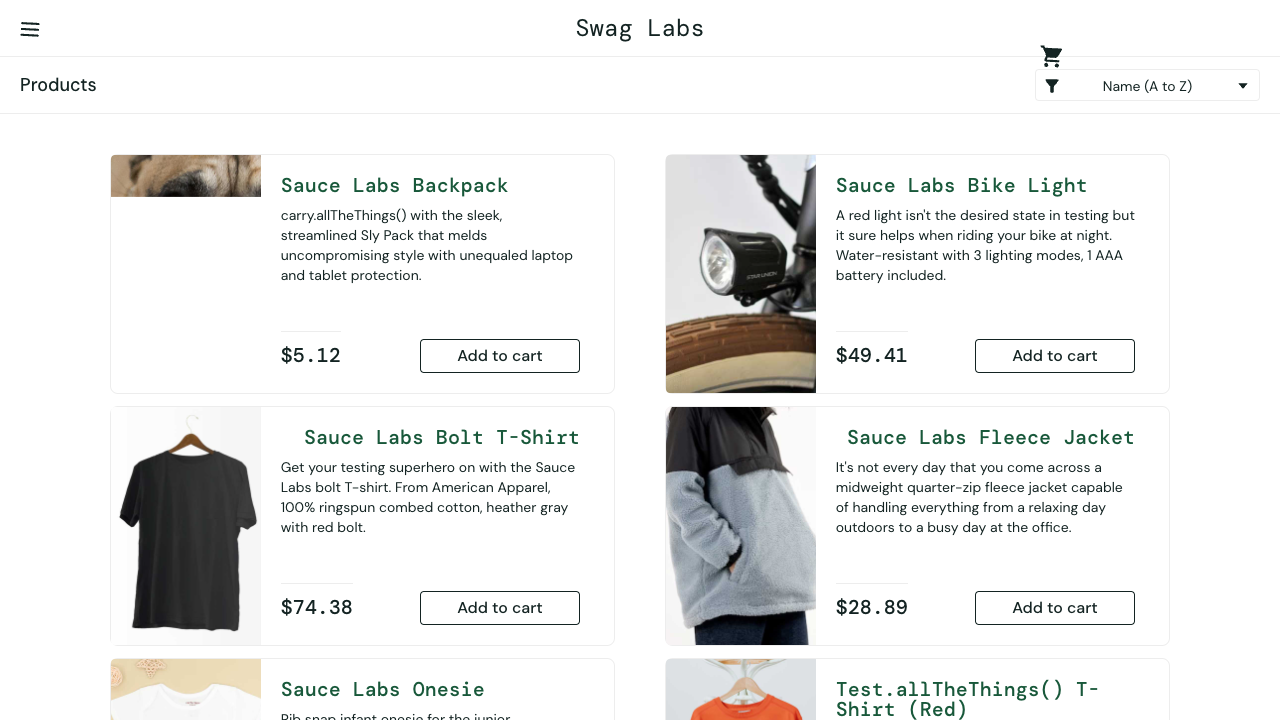 Swag Labs
Products
Name (A to Z)
Sauce Labs Backpack
carry.allTheThings() with the sleek,
streamlined Sly Pack that melds
uncompromising style with unequaled laptop
and tablet protection.
$5.12
Add to cart
Sauce Labs Bike Light
A red light isn't the desired state in testing but
it sure helps when riding your bike at night.
Water-resistant with 3 lighting modes, 1 AAA
battery included.
$49.41
Add to cart
Sauce Labs Bolt T-Shirt
Get your testing superhero on with the Sauce
Labs bolt T-shirt. From American Apparel,
100% ringspun combed cotton, heather gray
with red bolt.
$74.38
Add to cart
Sauce Labs Fleece Jacket
It's not every day that you come across a
midweight quarter-zip fleece jacket capable
of handling everything from a relaxing day
outdoors to a busy day at the office.
$28.89
Add to cart
Sauce Labs Onesie
Rib snap infant onesie for the junior
Test.allTheThings() T-
Shirt (Red)